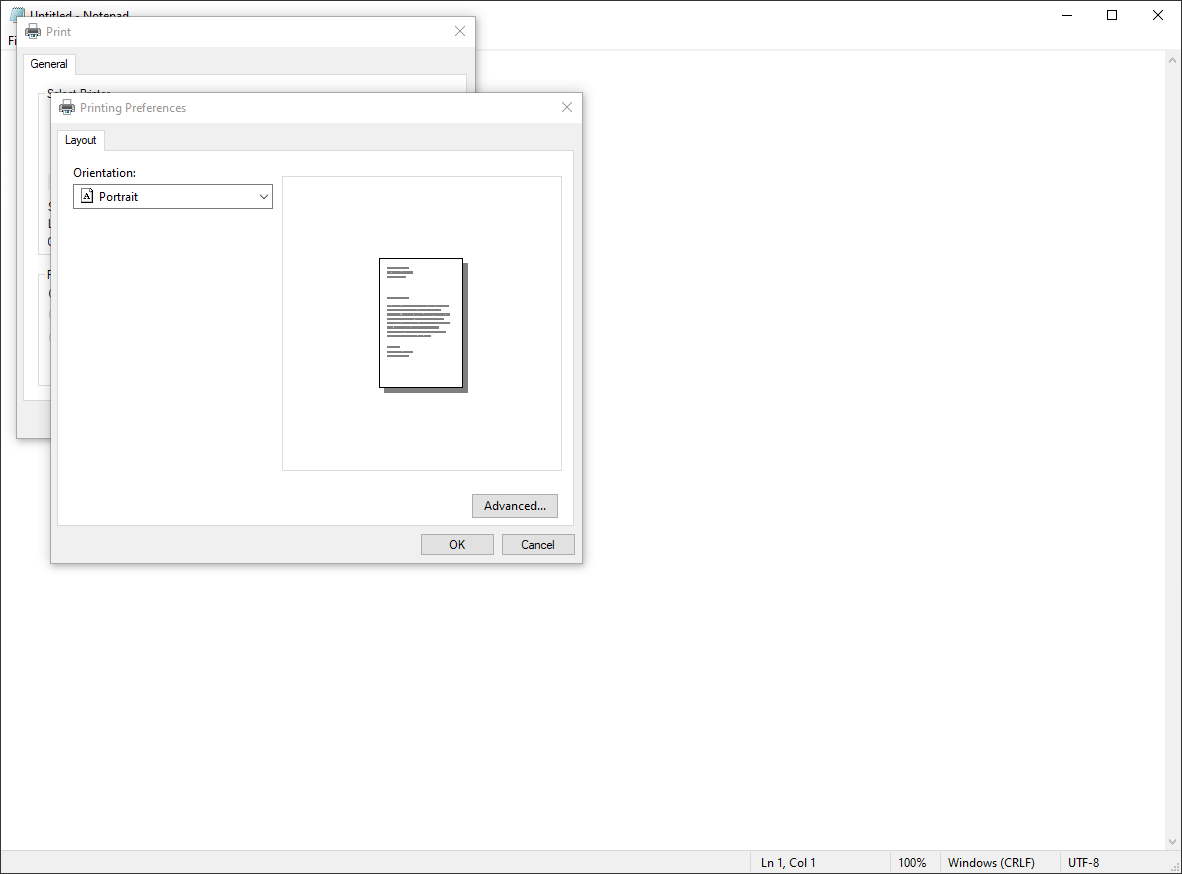 Untitled - Notepad
Print
General
Select Printer
Printing Preferences
Layout
Orientation:
Portrait
Advanced...
OK
Cancel
Ln 1, Col 1
100%
Windows (CRLF)
UTF-8